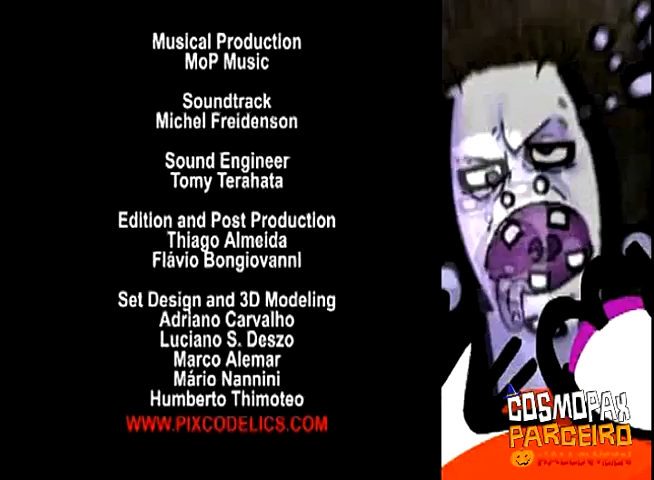 Musical Production
MoP Music
Soundtrack
Michel Freidenson
Sound Engineer
Tomy Terahata
Edition and Post Production
Thiago Almeida
Flávio Bongiovannl
Set Design and 3D Modeling
Adriano Carvalho
Luciano S. Deszo
Marco Alemar
Mário Nannini
Humberto Thimoteo
WWW.PIXCODELICS.COM
COSMOPAX
PARCEIRO